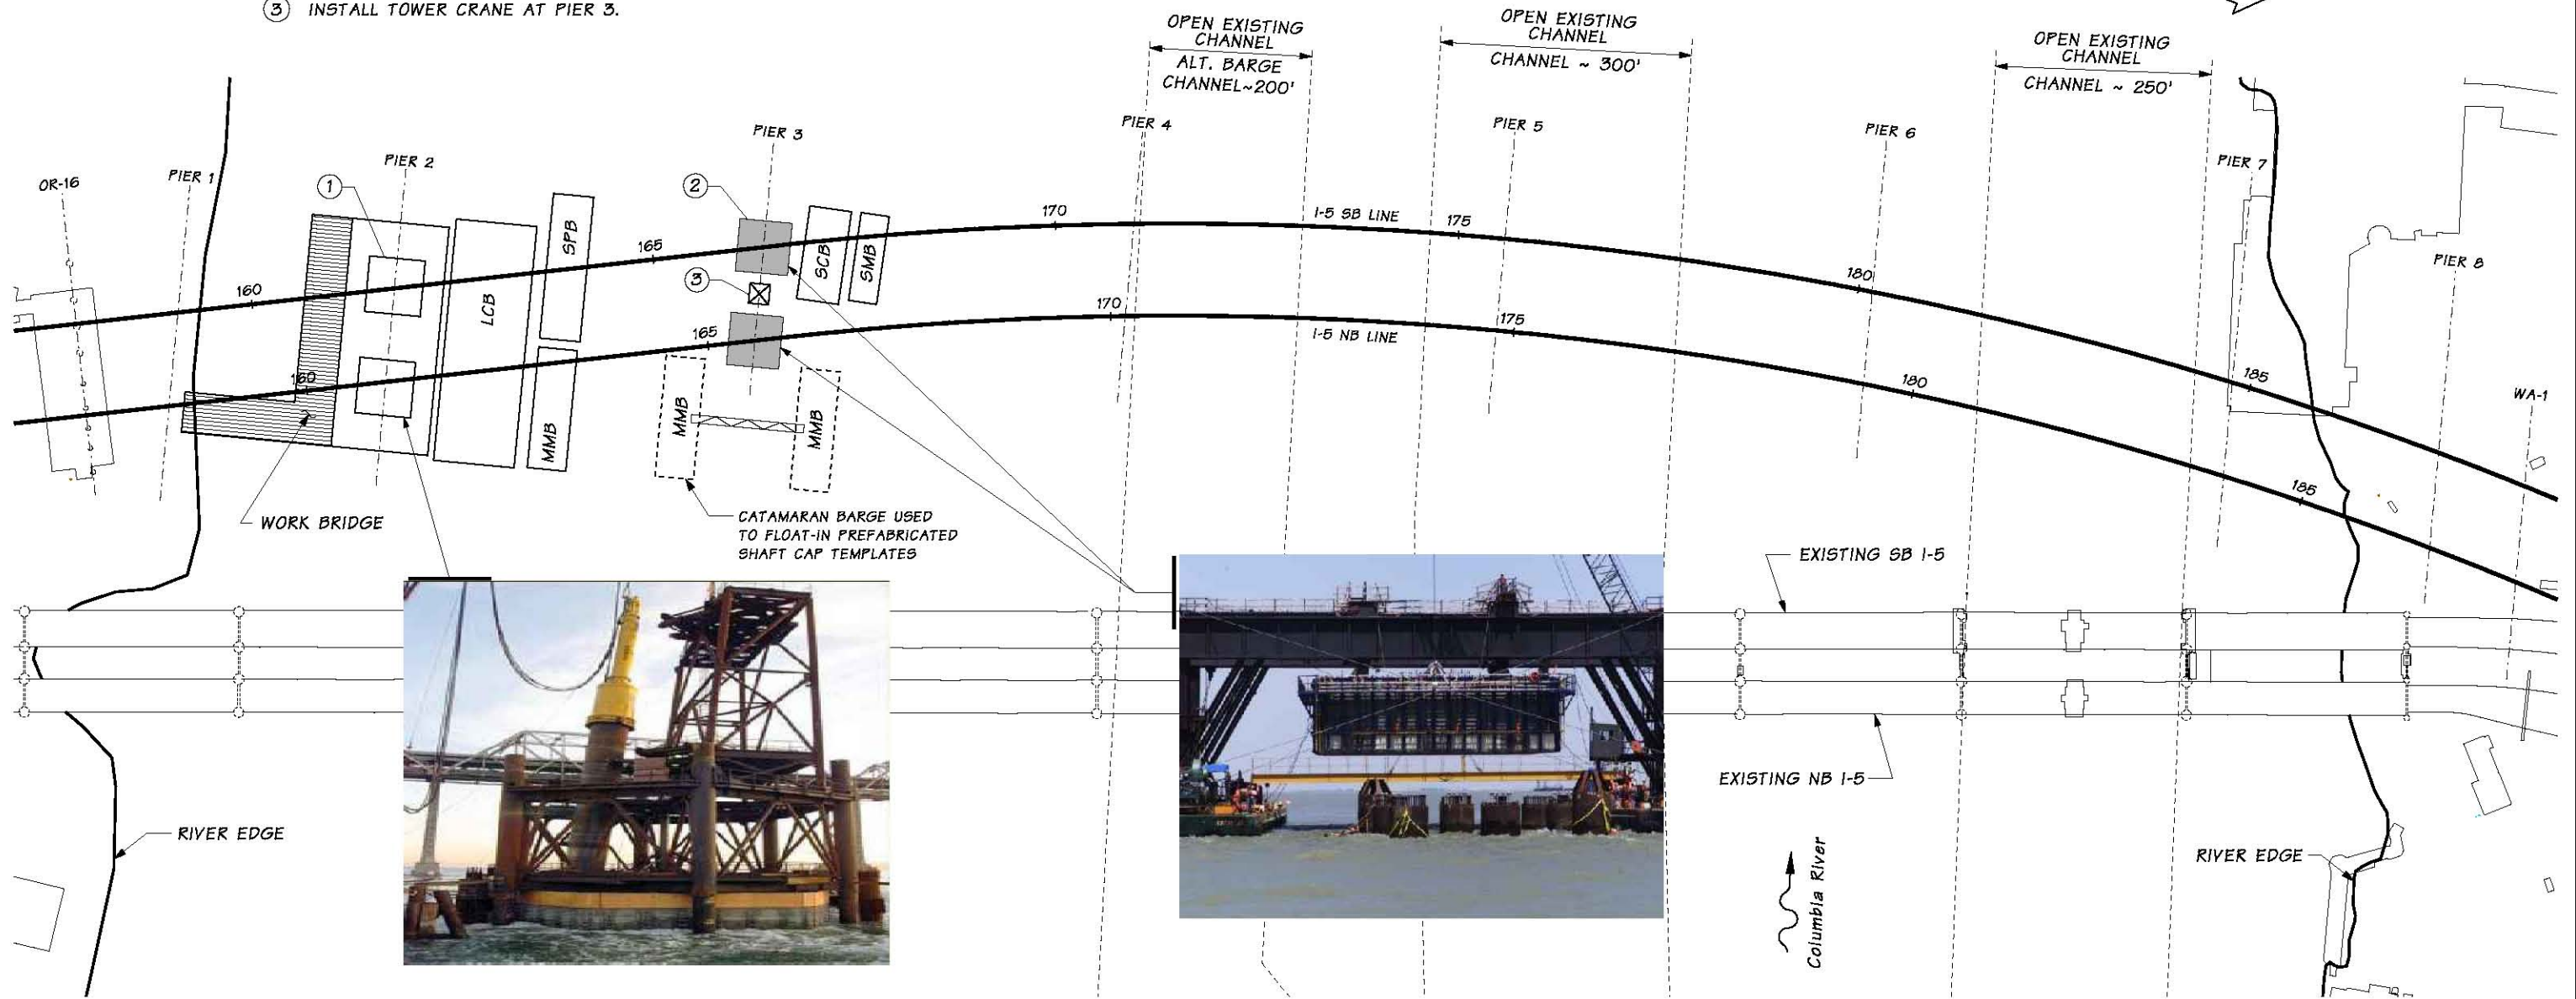 ③ INSTALL TOWER CRANE AT PIER 3.
OPEN EXISTING
CHANNEL
ALT. BARGE
CHANNEL~200'
OPEN EXISTING
CHANNEL
CHANNEL ~ 300'
OPEN EXISTING
CHANNEL
CHANNEL ~ 250'
OR-16
PIER 1
PIER 2
PIER 3
PIER 4
PIER 5
PIER 6
PIER 7
PIER 8
WA-1
1
2
3
LCB
SPB
MMB
SCB
SMB
MMB
MMB
160
165
170
I-5 SB LINE
175
180
185
160
165
170
I-5 NB LINE
175
180
185
WORK BRIDGE
CATAMARAN BARGE USED
TO FLOAT-IN PREFABRICATED
SHAFT CAP TEMPLATES
EXISTING SB I-5
EXISTING NB I-5
RIVER EDGE
Columbia River
RIVER EDGE